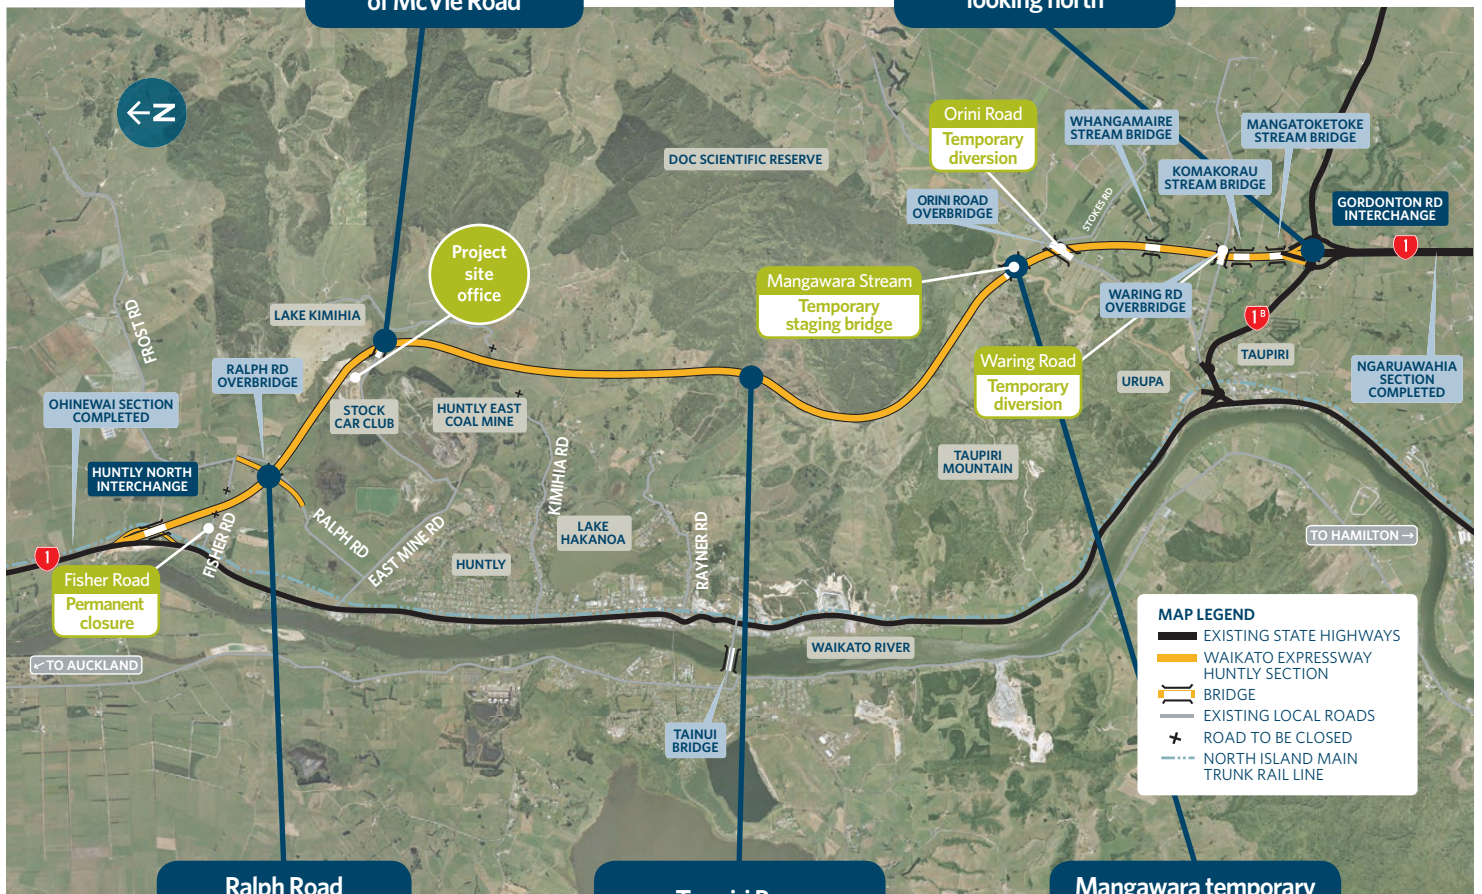 of McVie Road
looking north
N
Orini Road
Temporary
diversion
WHANGAMAIRE
STREAM BRIDGE
MANGATOKETOKE
STREAM BRIDGE
DOC SCIENTIFIC RESERVE
KOMAKORAU
STREAM BRIDGE
ORINI ROAD
OVERBRIDGE
STOKES RD
GORDONTON RD
INTERCHANGE
1
Project
site
office
Mangawara Stream
Temporary
staging bridge
LAKE KIMIHIA
FROST RD
WARING RD
OVERBRIDGE
1B
TAUPIRI
Waring Road
Temporary
diversion
URUPA
NGARUAWAHIA
SECTION
COMPLETED
RALPH RD
OVERBRIDGE
OHINEWAI SECTION
COMPLETED
STOCK
CAR CLUB
HUNTLY EAST
COAL MINE
HUNTLY NORTH
INTERCHANGE
TAUPIRI
MOUNTAIN
KIMIHIA RD
RALPH RD
EAST MINE RD
FISHER RD
LAKE
HAKANOA
RAYNER RD
HUNTLY
TO HAMILTON →
1
Fisher Road
Permanent
closure
← TO AUCKLAND
WAIKATO RIVER
TAINUI
BRIDGE
MAP LEGEND
EXISTING STATE HIGHWAYS
WAIKATO EXPRESSWAY
HUNTLY SECTION
BRIDGE
EXISTING LOCAL ROADS
ROAD TO BE CLOSED
NORTH ISLAND MAIN
TRUNK RAIL LINE
Ralph Road
Mangawara temporary